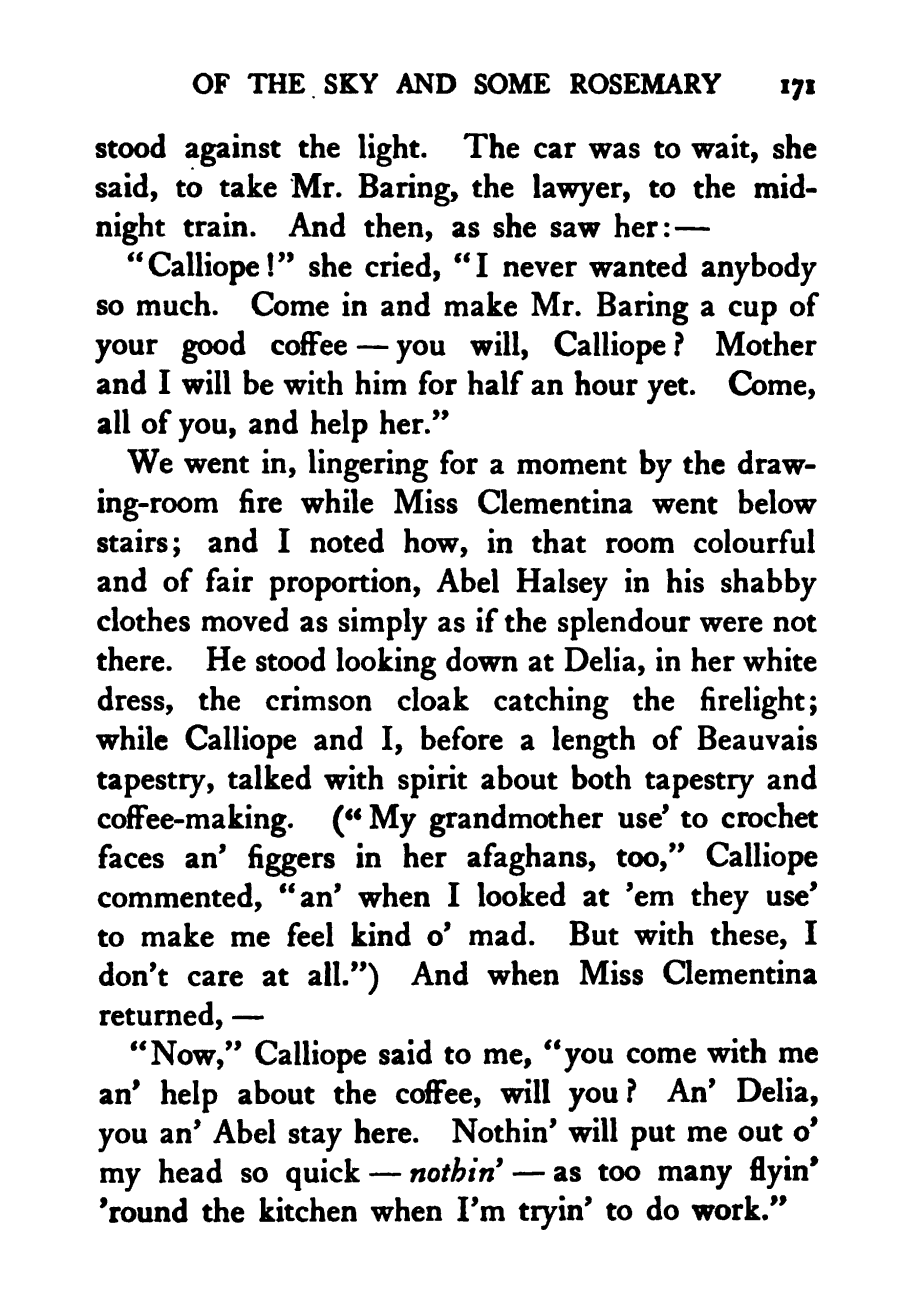 OF THE SKY AND SOME ROSEMARY 171
stood against the light. The car was to wait, she
said, to take Mr. Baring, the lawyer, to the mid-
night train. And then, as she saw her:—
"Calliope!" she cried, "I never wanted anybody
so much. Come in and make Mr. Baring a cup of
your good coffee — you will, Calliope? Mother
and I will be with him for half an hour yet. Come,
all of you, and help her."
We went in, lingering for a moment by the draw-
ing-room fire while Miss Clementina went below
stairs; and I noted how, in that room colourful
and of fair proportion, Abel Halsey in his shabby
clothes moved as simply as if the splendour were not
there. He stood looking down at Delia, in her white
dress, the crimson cloak catching the firelight;
while Calliope and I, before a length of Beauvais
tapestry, talked with spirit about both tapestry and
coffee-making. ("My grandmother use' to crochet
faces an' figgers in her afaghans, too," Calliope
commented, "an' when I looked at 'em they use'
to make me feel kind o' mad. But with these, I
don't care at all.") And when Miss Clementina
returned, —
"Now," Calliope said to me, "you come with me
an' help about the coffee, will you? An' Delia,
you an' Abel stay here. Nothin' will put me out o'
my head so quick — nothin' — as too many flyin'
'round the kitchen when I'm tryin' to do work."